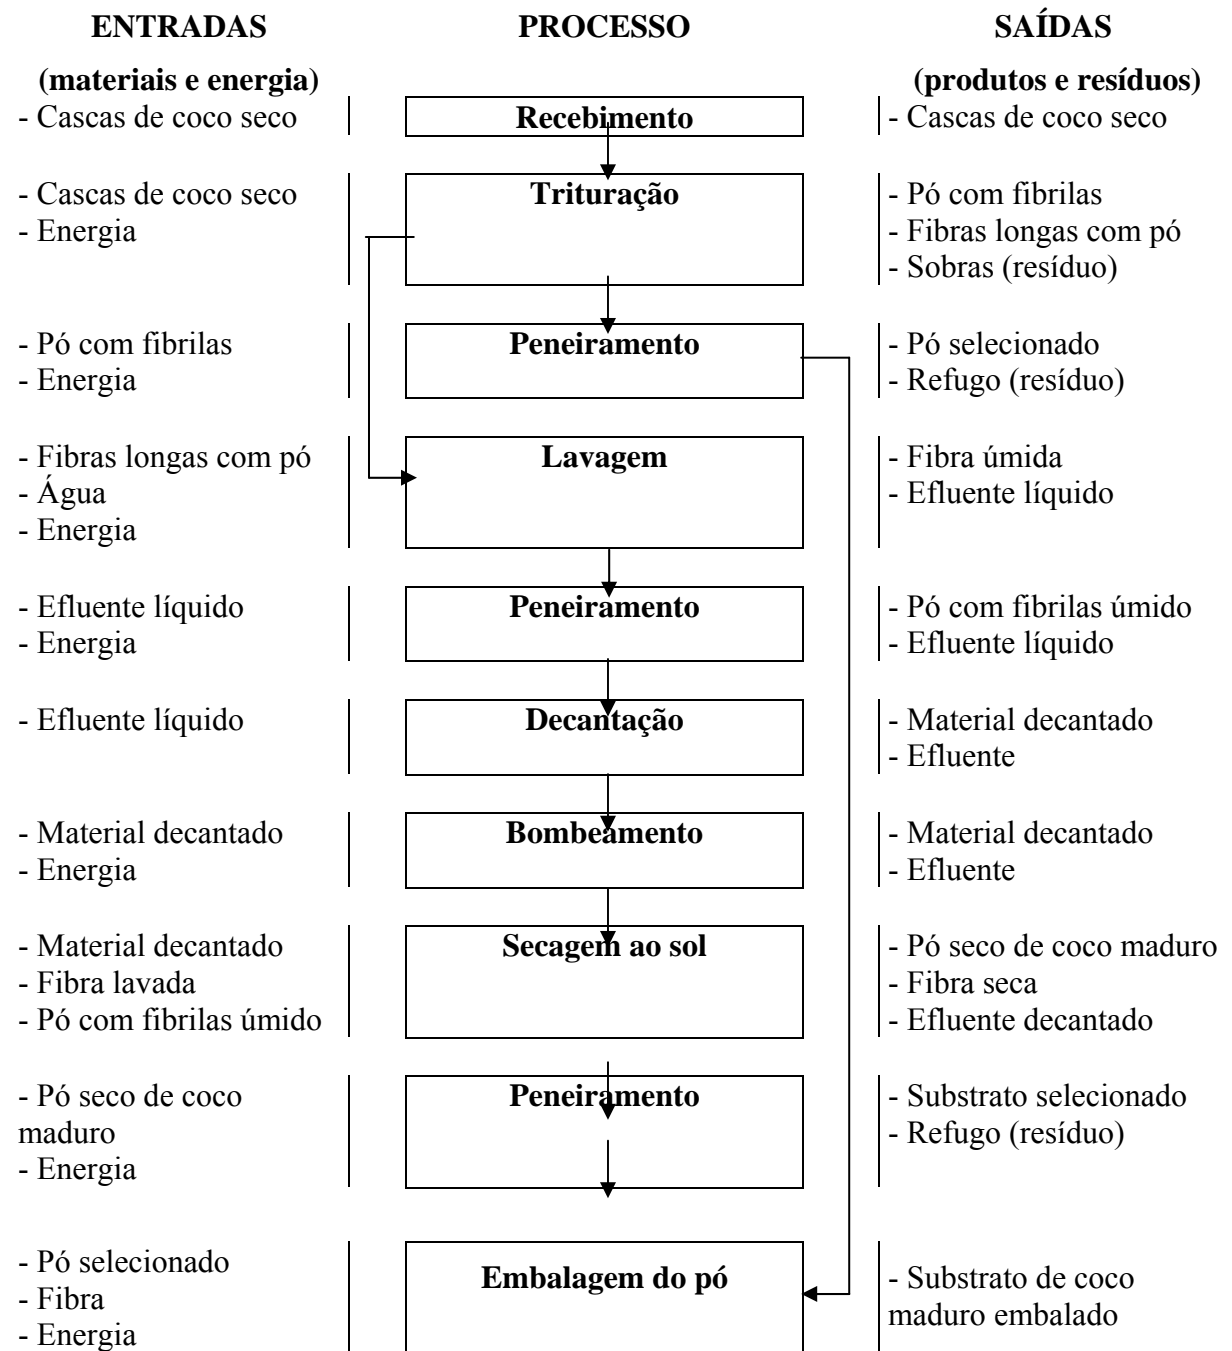 ENTRADAS PROCESSO SAÍDAS
(materiais e energia) (produtos e resíduos)
- Cascas de coco seco Recebimento - Cascas de coco seco
- Cascas de coco seco Trituração - Pó com fibrilas
- Energia - Fibras longas com pó
- Sobras (resíduo)
- Pó com fibrilas Peneiramento - Pó selecionado
- Energia - Refugo (resíduo)
- Fibras longas com pó Lavagem - Fibra úmida
- Água - Efluente líquido
- Energia
- Efluente líquido Peneiramento - Pó com fibrilas úmido
- Energia - Efluente líquido
- Efluente líquido Decantação - Material decantado
- Efluente
- Material decantado Bombeamento - Material decantado
- Energia - Efluente
- Material decantado Secagem ao sol - Pó seco de coco maduro
- Fibra lavada - Fibra seca
- Pó com fibrilas úmido - Efluente decantado
- Pó seco de coco Peneiramento - Substrato selecionado
maduro - Refugo (resíduo)
- Energia
- Pó selecionado Embalagem do pó - Substrato de coco
- Fibra maduro embalado
- Energia